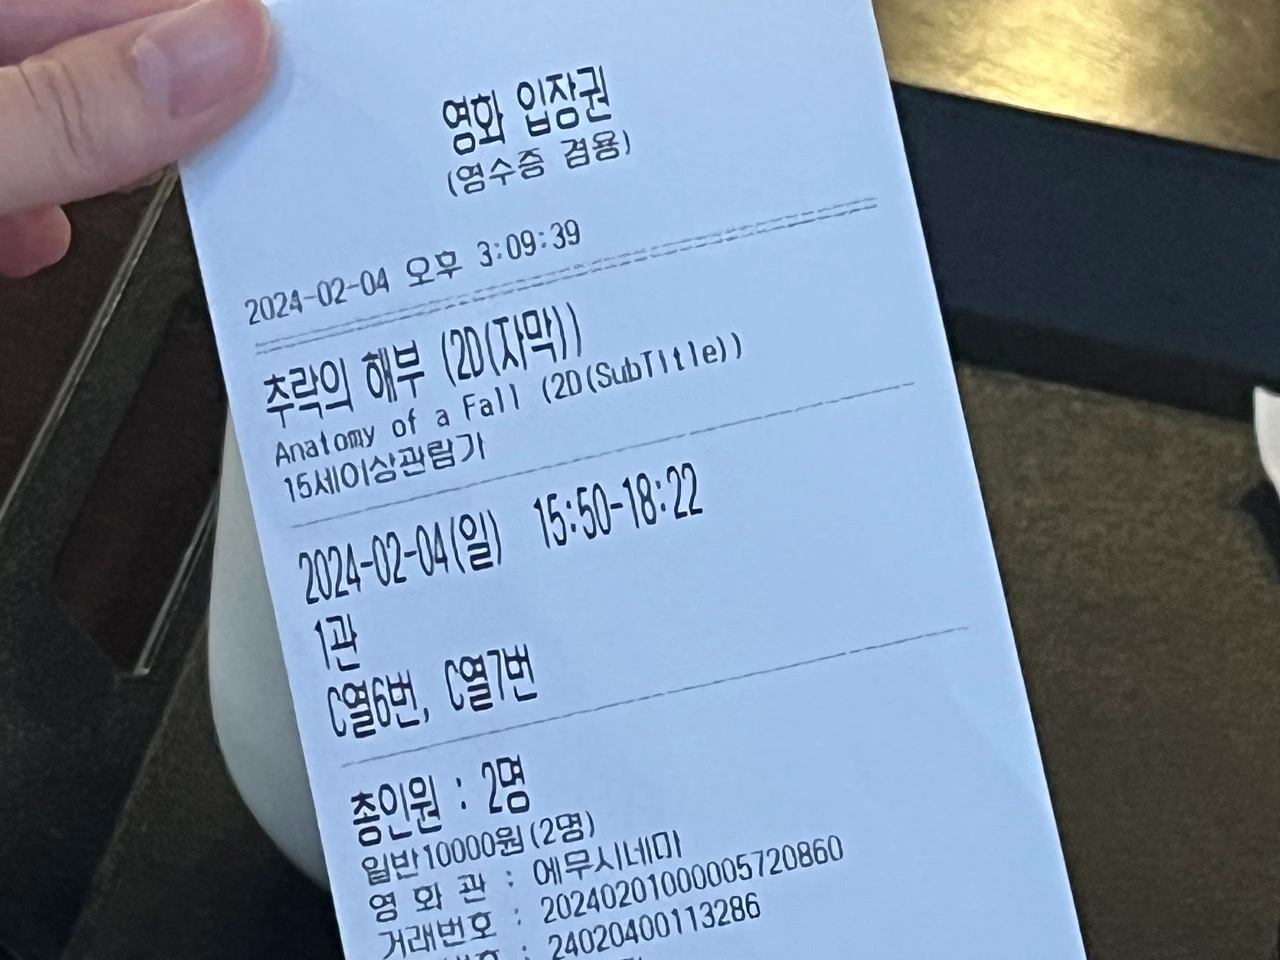 영화 입장권
(영수증 겸용)
2024-02-04 오후 3:09:39
추락의 해부 (2D(자막))
Anatomy of a Fall (2D(SubTitle))
15세이상관람가
2024-02-04(일) 15:50-18:22
1관
C열6번, C열7번
총인원 : 2명
일반10000원(2명)
영 화 관 : 에무시네마
거래번호 : 20240201000005720860
: 24020400113286